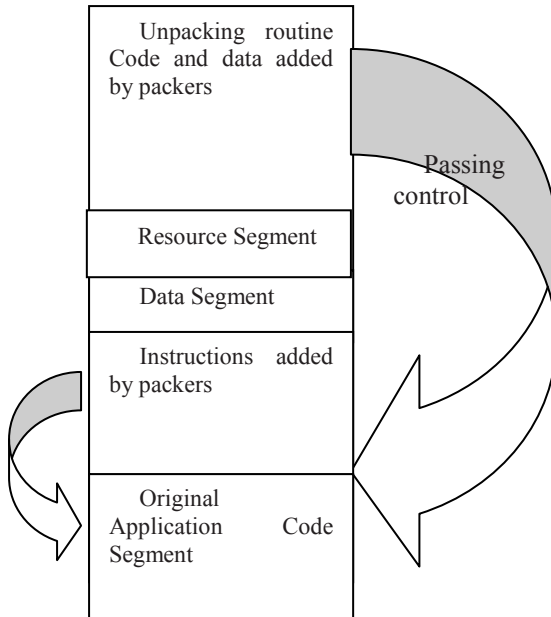 Unpacking routine
Code and data added
by packers
Passing
control
Resource Segment
Data Segment
Instructions added
by packers
Original
Application Code
Segment